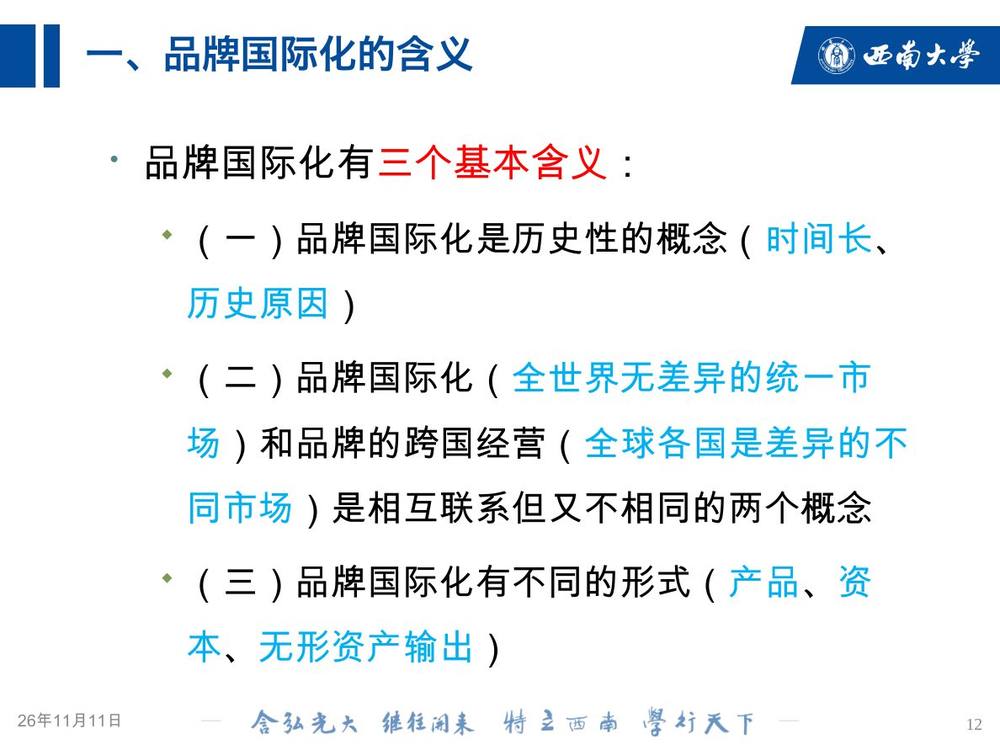 一、品牌国际化的含义
西南大学
• 品牌国际化有三个基本含义：
（一）品牌国际化是历史性的概念（时间长、
历史原因）
（二）品牌国际化（全世界无差异的统一市
场）和品牌的跨国经营（全球各国是差异的不
同市场）是相互联系但又不相同的两个概念
（三）品牌国际化有不同的形式（产品、资
本、无形资产输出）
26年11月11日
含弘光大 继往开来 特立西南 学行天下
12